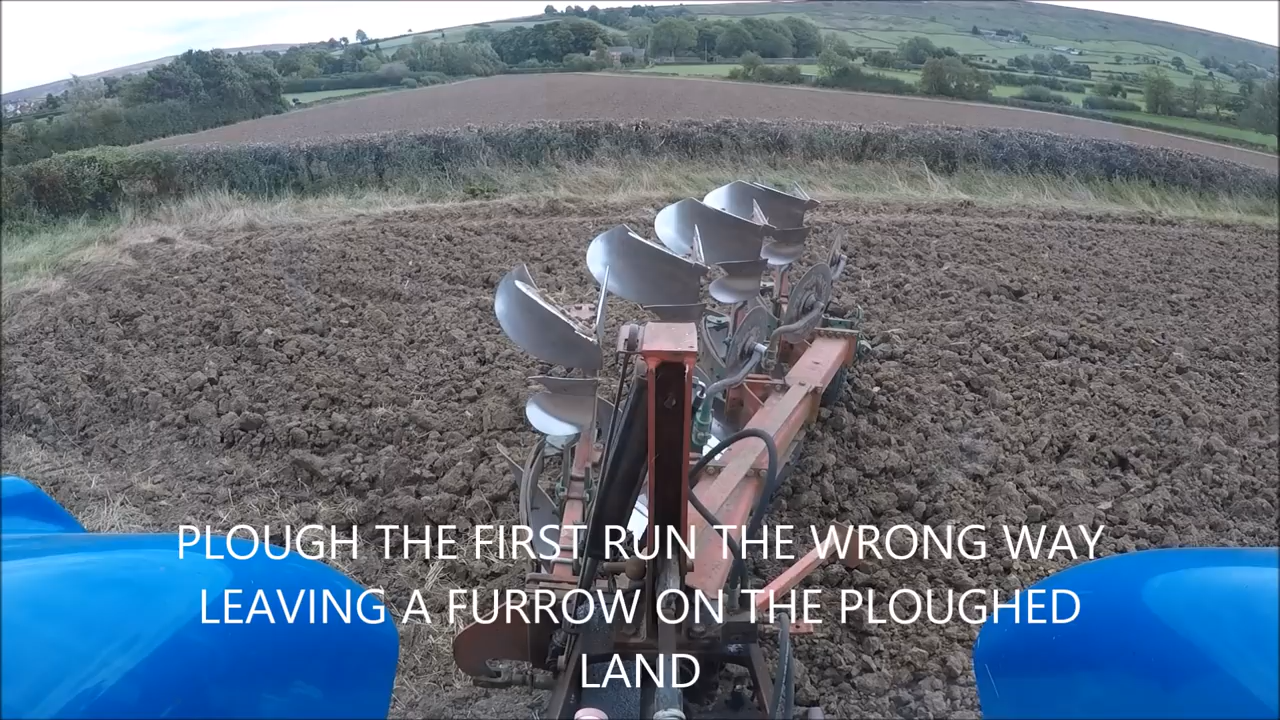 PLOUGH THE FIRST RUN THE WRONG WAY
LEAVING A FURROW ON THE PLOUGHED
LAND